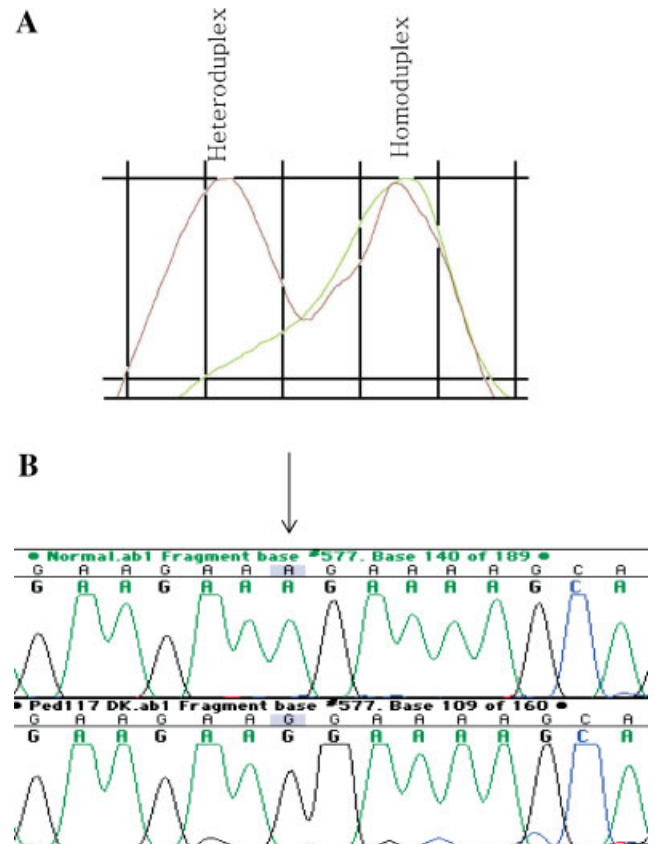 A
Heteroduplex
Homoduplex
B
• Normal.ab1 Fragment base #577. Base 140 of 189 •
G A A G A A A G A A A A G C A
G A A G A A A G A A A A G C A
• Ped117 DK.ab1 Fragment base #577. Base 109 of 160 •
G A A G A A G G A A A A G C A
G A A G A A G G A A A A G C A